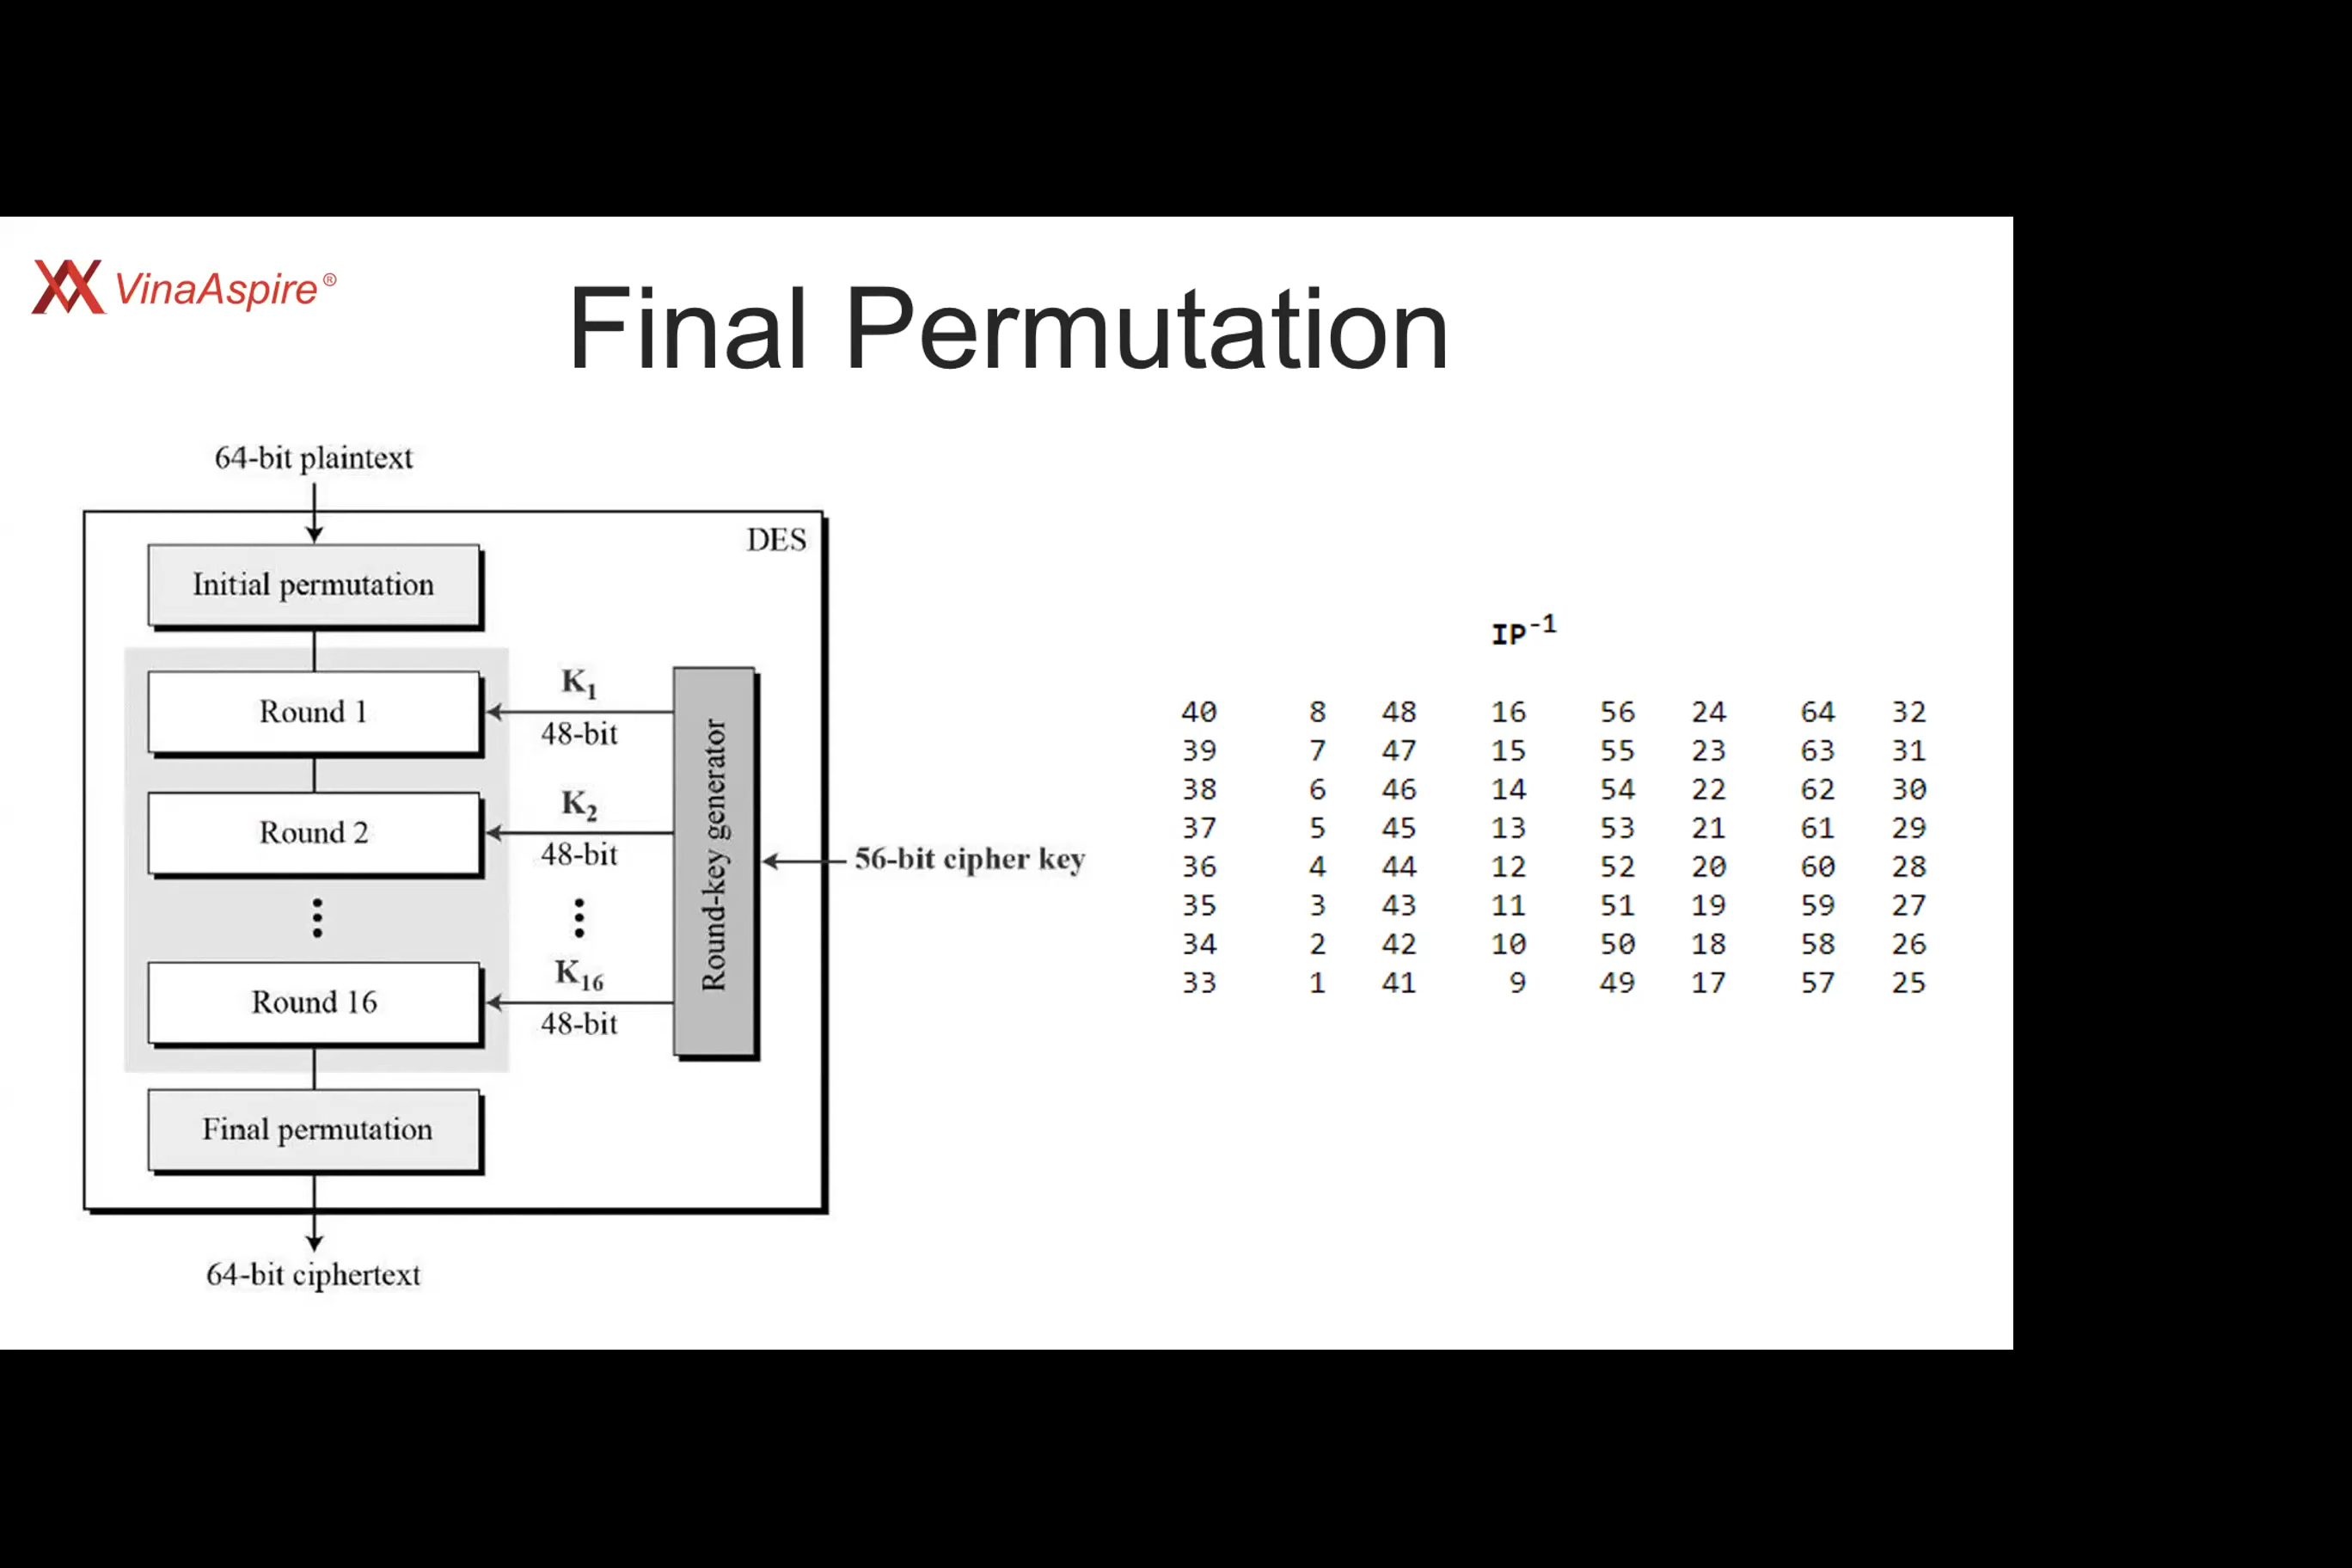 VinaAspire®
Final Permutation
64-bit plaintext
DES
Initial permutation
Round 1
K1
48-bit
Round 2
K2
48-bit
Round 16
K16
48-bit
Round-key generator
56-bit cipher key
Final permutation
64-bit ciphertext
IP-1
40 8 48 16 56 24 64 32
39 7 47 15 55 23 63 31
38 6 46 14 54 22 62 30
37 5 45 13 53 21 61 29
36 4 44 12 52 20 60 28
35 3 43 11 51 19 59 27
34 2 42 10 50 18 58 26
33 1 41 9 49 17 57 25